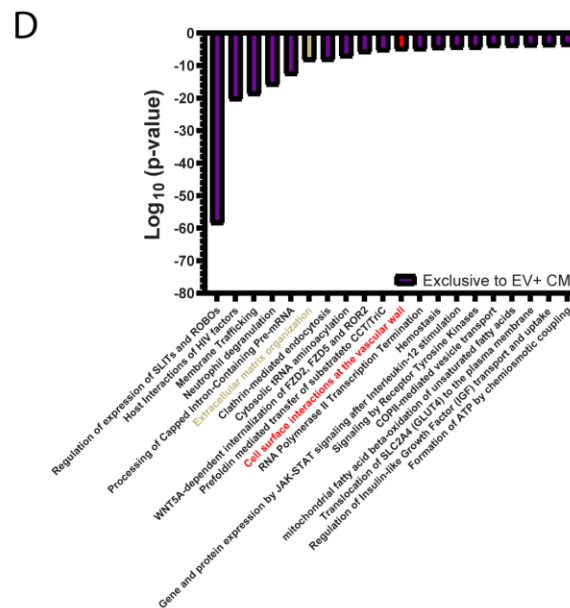 D
Log10 (p-value)
0
-10
-20
-30
-40
-50
-60
-70
-80
Exclusive to EV+ CM
Regulation of expression of SLITs and ROBOs
Host Interactions of HIV factors
Membrane Trafficking
Neutrophil degranulation
Processing of Capped Intron-Containing Pre-mRNA
Extracellular matrix organization
Clathrin-mediated endocytosis
Cytosolic tRNA aminoacylation
WNT5A-dependent internalization of FZD2, FZD5 and ROR2
Prefoldin mediated transfer of substrateto CCT/TriC
Cell surface interactions at the vascular wall
RNA Polymerase II Transcription Termination
Hemostasis
Gene and protein expression by JAK-STAT signaling after Interleukin-12 stimulation
Signaling by Receptor Tyrosine Kinases
COPII-mediated vesicle transport
mitochondrial fatty acid beta-oxidation of unsaturated fatty acids
Translocation of SLC2A4 (GLUT4) to the plasma membrane
Regulation of Insulin-like Growth Factor (IGF) transport and uptake
Formation of ATP by chemiosmotic coupling